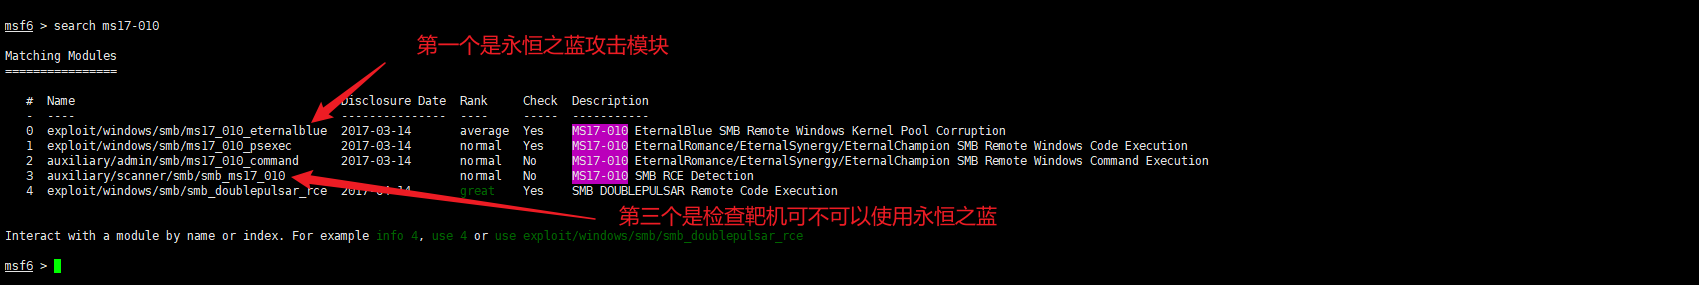 msf6 > search ms17-010
第一个是永恒之蓝攻击模块
Matching Modules
================
#  Name                                      Disclosure Date  Rank     Check  Description
-  ----                                      ---------------  ----     -----  -----------
0  exploit/windows/smb/ms17_010_eternalblue  2017-03-14       average  Yes    MS17-010 EternalBlue SMB Remote Windows Kernel Pool Corruption
1  exploit/windows/smb/ms17_010_psexec       2017-03-14       normal   Yes    MS17-010 EternalRomance/EternalSynergy/EternalChampion SMB Remote Windows Code Execution
2  auxiliary/admin/smb/ms17_010_command      2017-03-14       normal   No     MS17-010 EternalRomance/EternalSynergy/EternalChampion SMB Remote Windows Command Execution
3  auxiliary/scanner/smb/smb_ms17_010                         normal   No     MS17-010 SMB RCE Detection
4  exploit/windows/smb/smb_doublepulsar_rce  2017-04-14       great    Yes    SMB DOUBLEPULSAR Remote Code Execution
第三个是检查靶机可不可以使用永恒之蓝
Interact with a module by name or index. For example info 4, use 4 or use exploit/windows/smb/smb_doublepulsar_rce
msf6 >